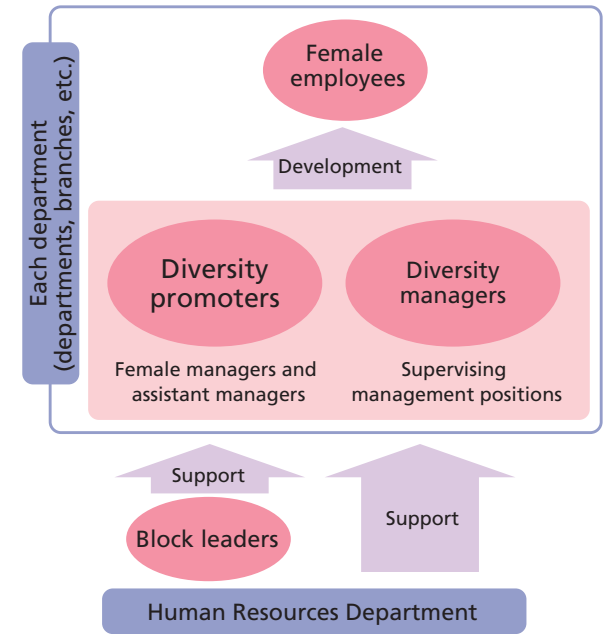 Each department
(departments, branches, etc.)
Female
employees
Development
Diversity
promoters
Diversity
managers
Female managers and
assistant managers
Supervising
management positions
Support
Block leaders
Support
Human Resources Department